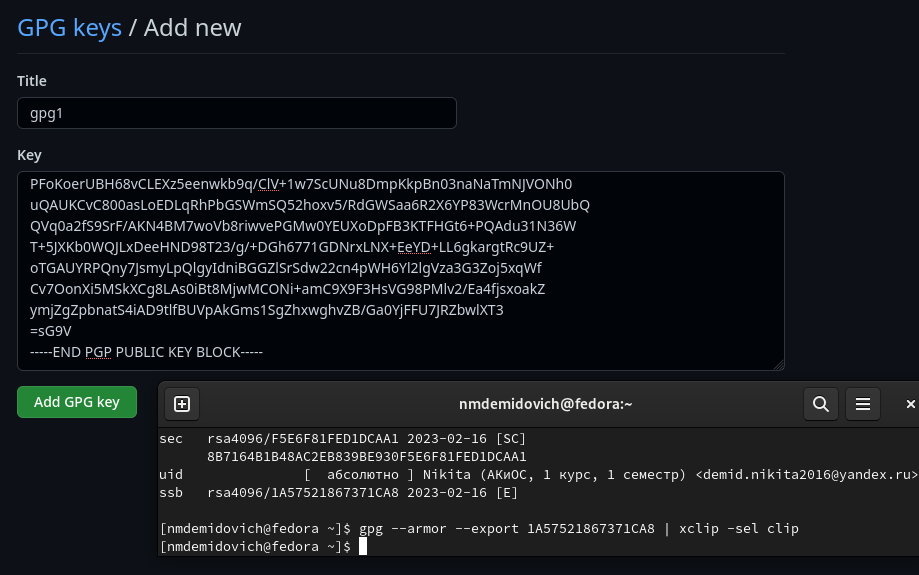 GPG keys / Add new
Title
gpg1
Key
PFoKoerUBH68vCLEXz5eenwkb9q/ClV+1w7ScUNu8DmpKkpBn03naNaTmNJVONh0
uQAUKCvC800asLoEDLqRhPbGSWmSQ52hoxv5/RdGWSaa6R2X6YP83WcrMnOU8UbQ
QVq0a2fS9SrF/AKN4BM7woVb8riwvePGMw0YEUXoDpFB3KTFHGt6+PQAdu31N36W
T+5JXKb0WQJLxDeeHND98T23/g/+DGh6771GDNrxLNX+EeYD+LL6gkargtRc9UZ+
oTGAUYRPQny7JsmyLpQlgyIdniBGGZlSrSdw22cn4pWH6Yl2lgVza3G3Zoj5xqWf
Cv7OonXi5MSkXCg8LAs0iBt8MjwMCONi+amC9X9F3HsVG98PMlv2/Ea4fjsxoakZ
ymjZgZpbnatS4iAD9tlfBUVpAkGms1SgZhxwghvZB/Ga0YjFFU7JRZbwlXT3
=sG9V
-----END PGP PUBLIC KEY BLOCK-----
Add GPG key
nmdemidovich@fedora:~
sec rsa4096/F5E6F81FED1DCAA1 2023-02-16 [SC]
8B7164B1B48AC2EB839BE930F5E6F81FED1DCAA1
uid [ абсолютно ] Nikita (АКиОС, 1 курс, 1 семестр) <demid.nikita2016@yandex.ru>
ssb rsa4096/1A57521867371CA8 2023-02-16 [E]
[nmdemidovich@fedora ~]$ gpg --armor --export 1A57521867371CA8 | xclip -sel clip
[nmdemidovich@fedora ~]$